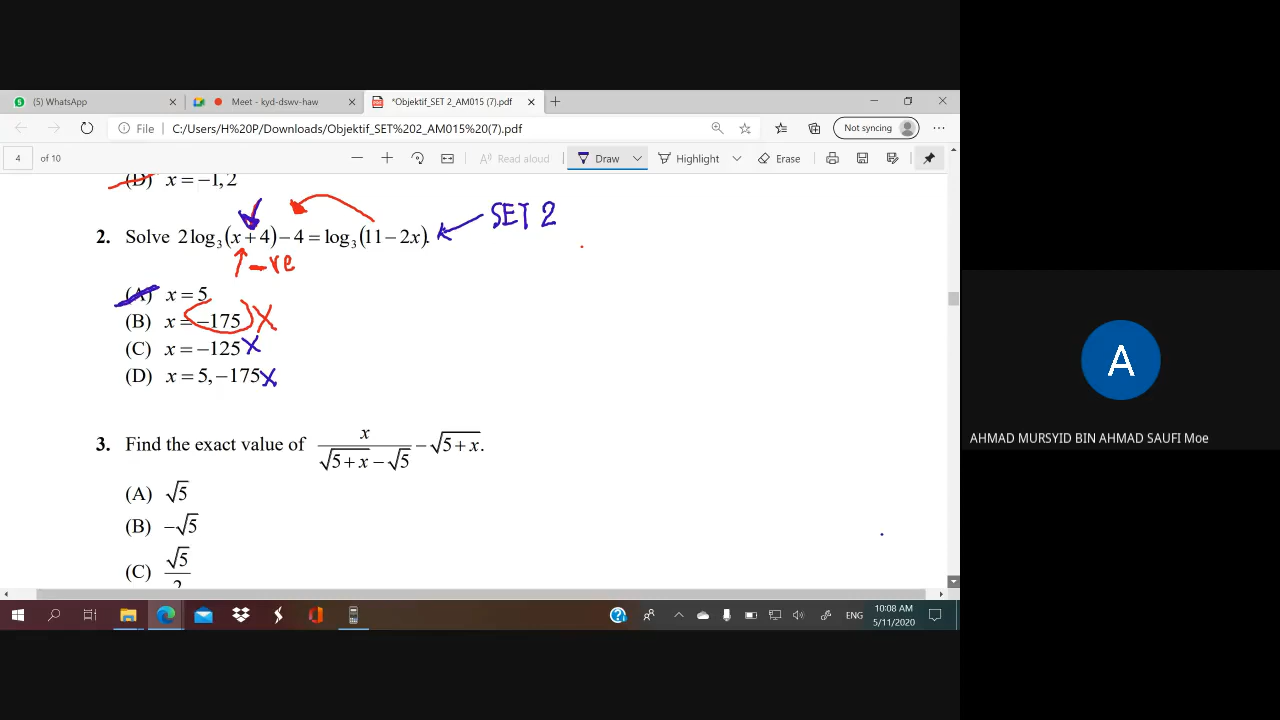 (5) WhatsApp
Meet - kyd-dswv-haw
*Objektif_SET 2_AM015 (7).pdf
File C:/Users/H%20P/Downloads/Objektif_SET%202_AM015%20(7).pdf
Not syncing
4 of 10
Read aloud
Draw
Highlight
Erase
(D) x = −1, 2
SET 2
2. Solve 2 log₃ (x + 4) − 4 = log₃ (11 − 2x).
−ve
(A) x = 5
(B) x = −175 X
(C) x = −125 X
(D) x = 5, −175 X
3. Find the exact value of x/(√(5+x) − √5) − √(5+x).
(A) √5
(B) −√5
(C) √5/2
A
AHMAD MURSYID BIN AHMAD SAUFI Moe
ENG
10:08 AM
5/11/2020